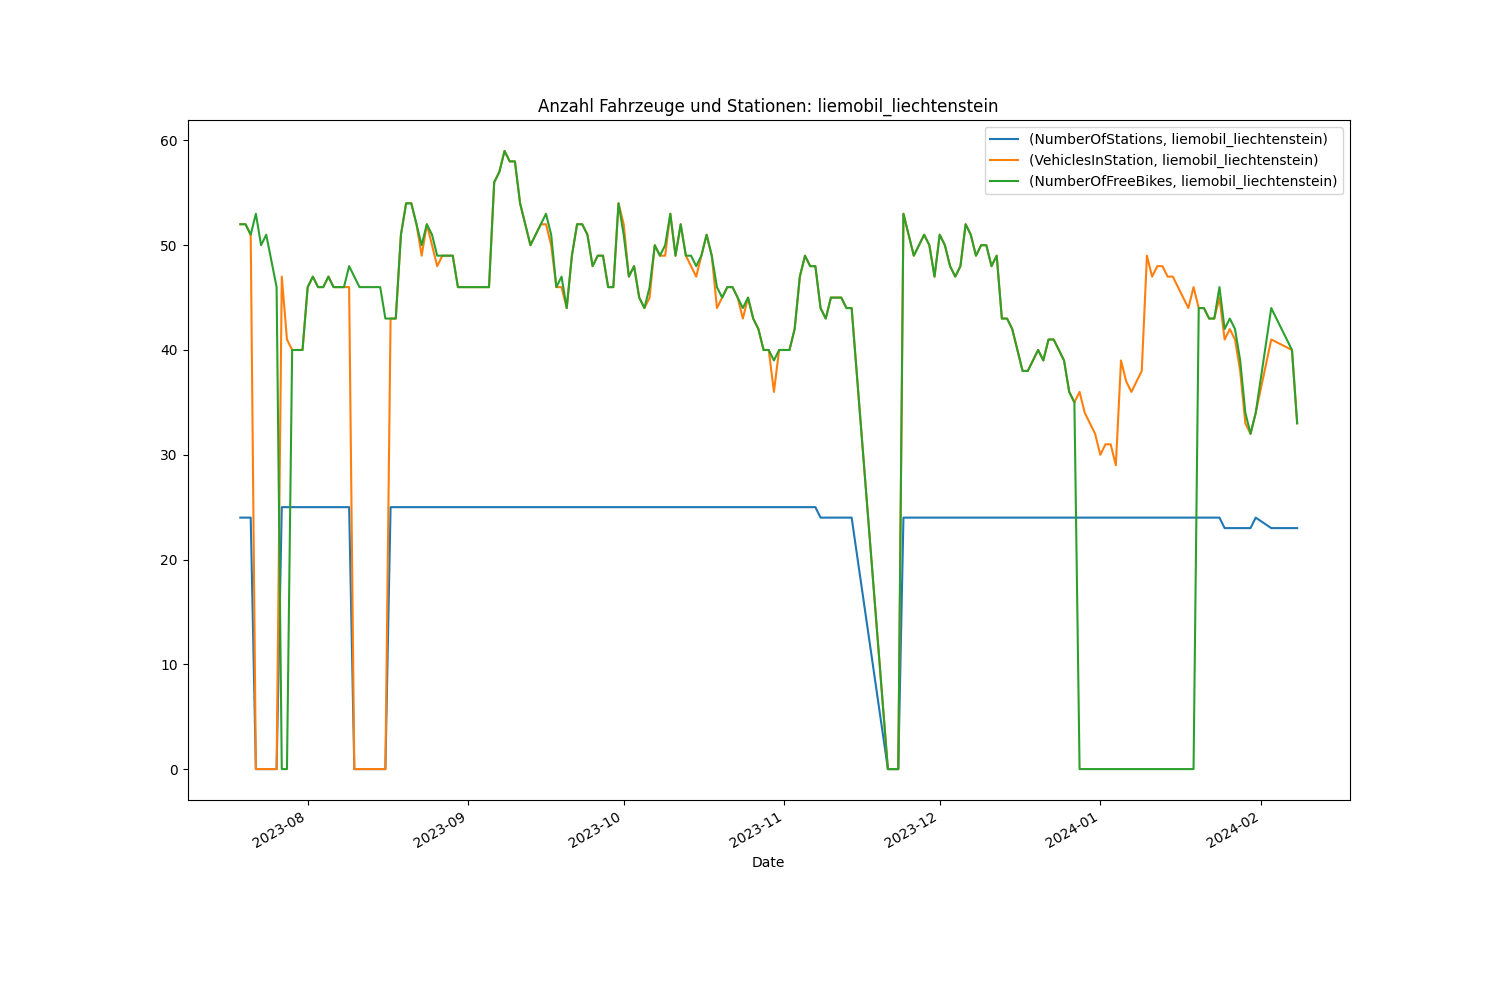 Anzahl Fahrzeuge und Stationen: liemobil_liechtenstein
(NumberOfStations, liemobil_liechtenstein)
(VehiclesInStation, liemobil_liechtenstein)
(NumberOfFreeBikes, liemobil_liechtenstein)
60
50
40
30
20
10
0
2023-08
2023-09
2023-10
2023-11
2023-12
2024-01
2024-02
Date